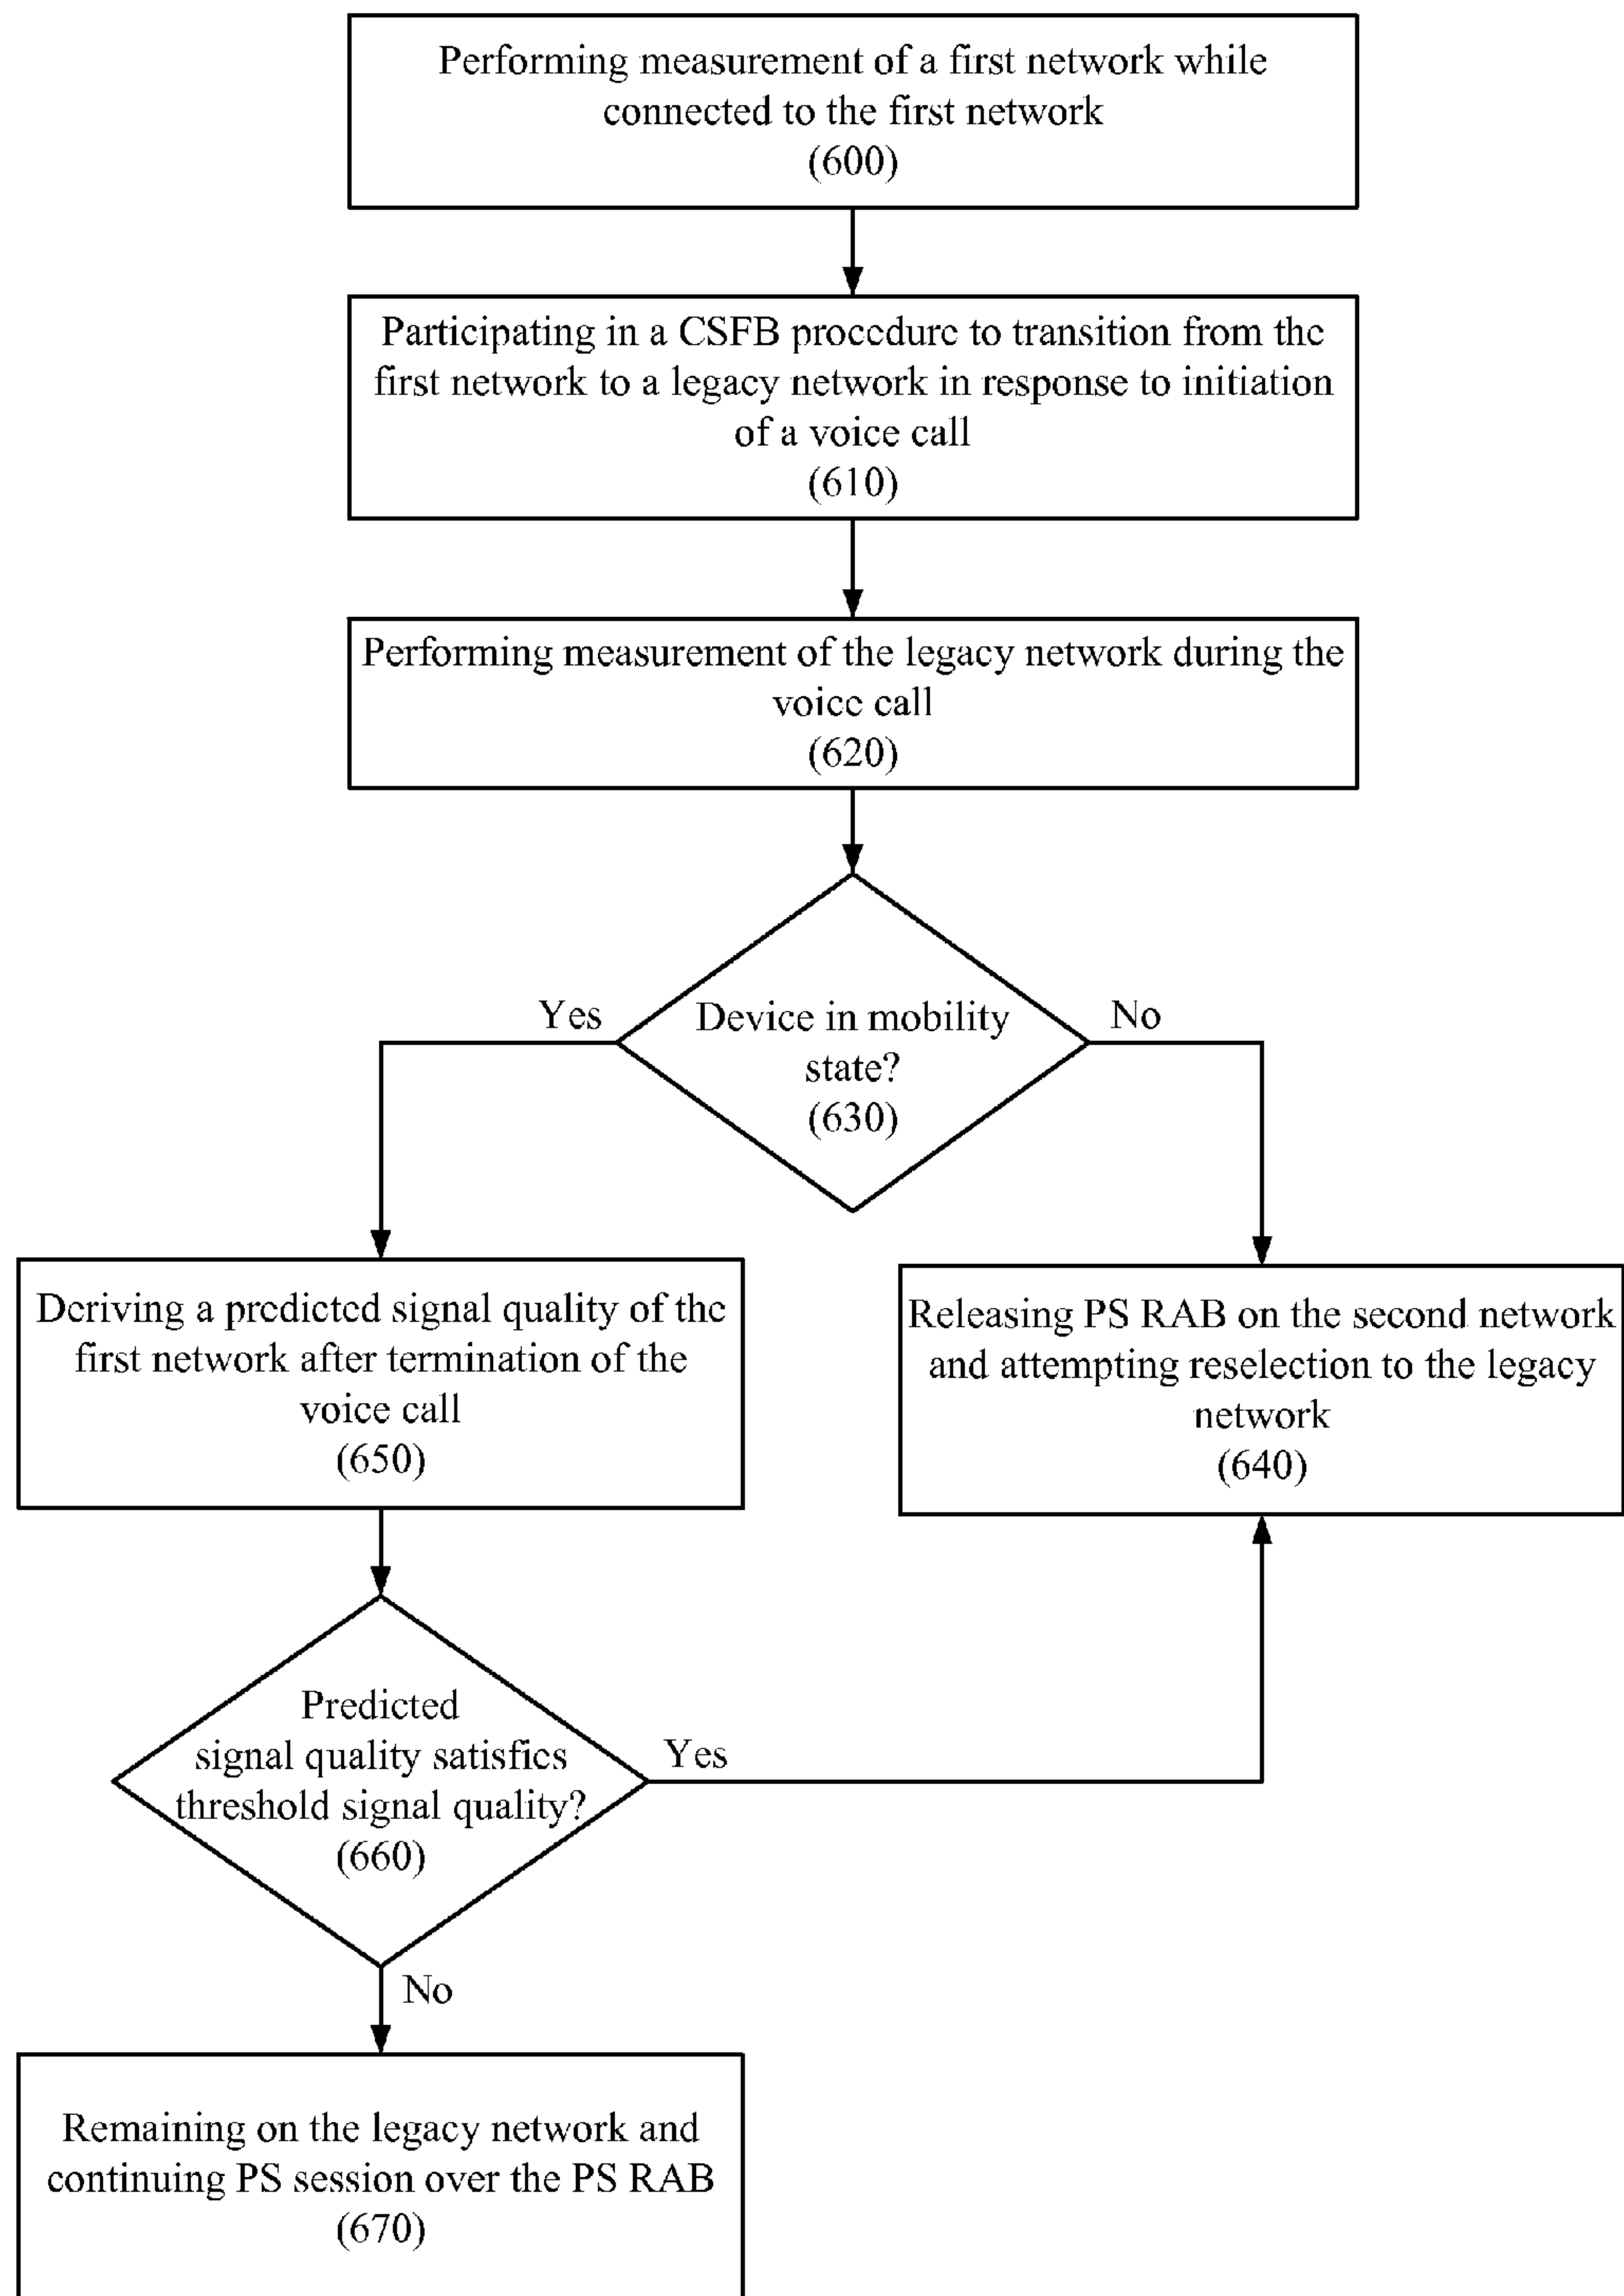 Performing measurement of a first network while
connected to the first network
(600)
Participating in a CSFB procedure to transition from the
first network to a legacy network in response to initiation
of a voice call
(610)
Performing measurement of the legacy network during the
voice call
(620)
Yes
Device in mobility
state?
(630)
No
Deriving a predicted signal quality of the
first network after termination of the
voice call
(650)
Releasing PS RAB on the second network
and attempting reselection to the legacy
network
(640)
Predicted
signal quality satisfies
threshold signal quality?
(660)
Yes
No
Remaining on the legacy network and
continuing PS session over the PS RAB
(670)